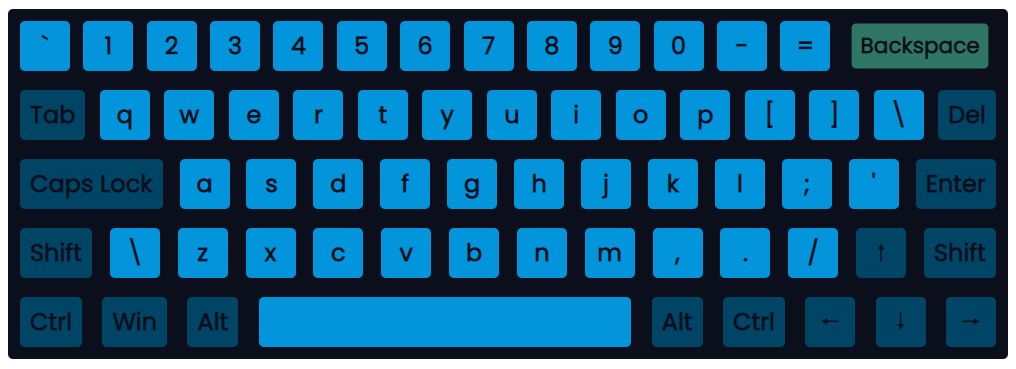 ` 1 2 3 4 5 6 7 8 9 0 - = Backspace
Tab q w e r t y u i o p [ ] \ Del
Caps Lock a s d f g h j k l ; ' Enter
Shift \ z x c v b n m , . / ↑ Shift
Ctrl Win Alt Alt Ctrl ← ↓ →